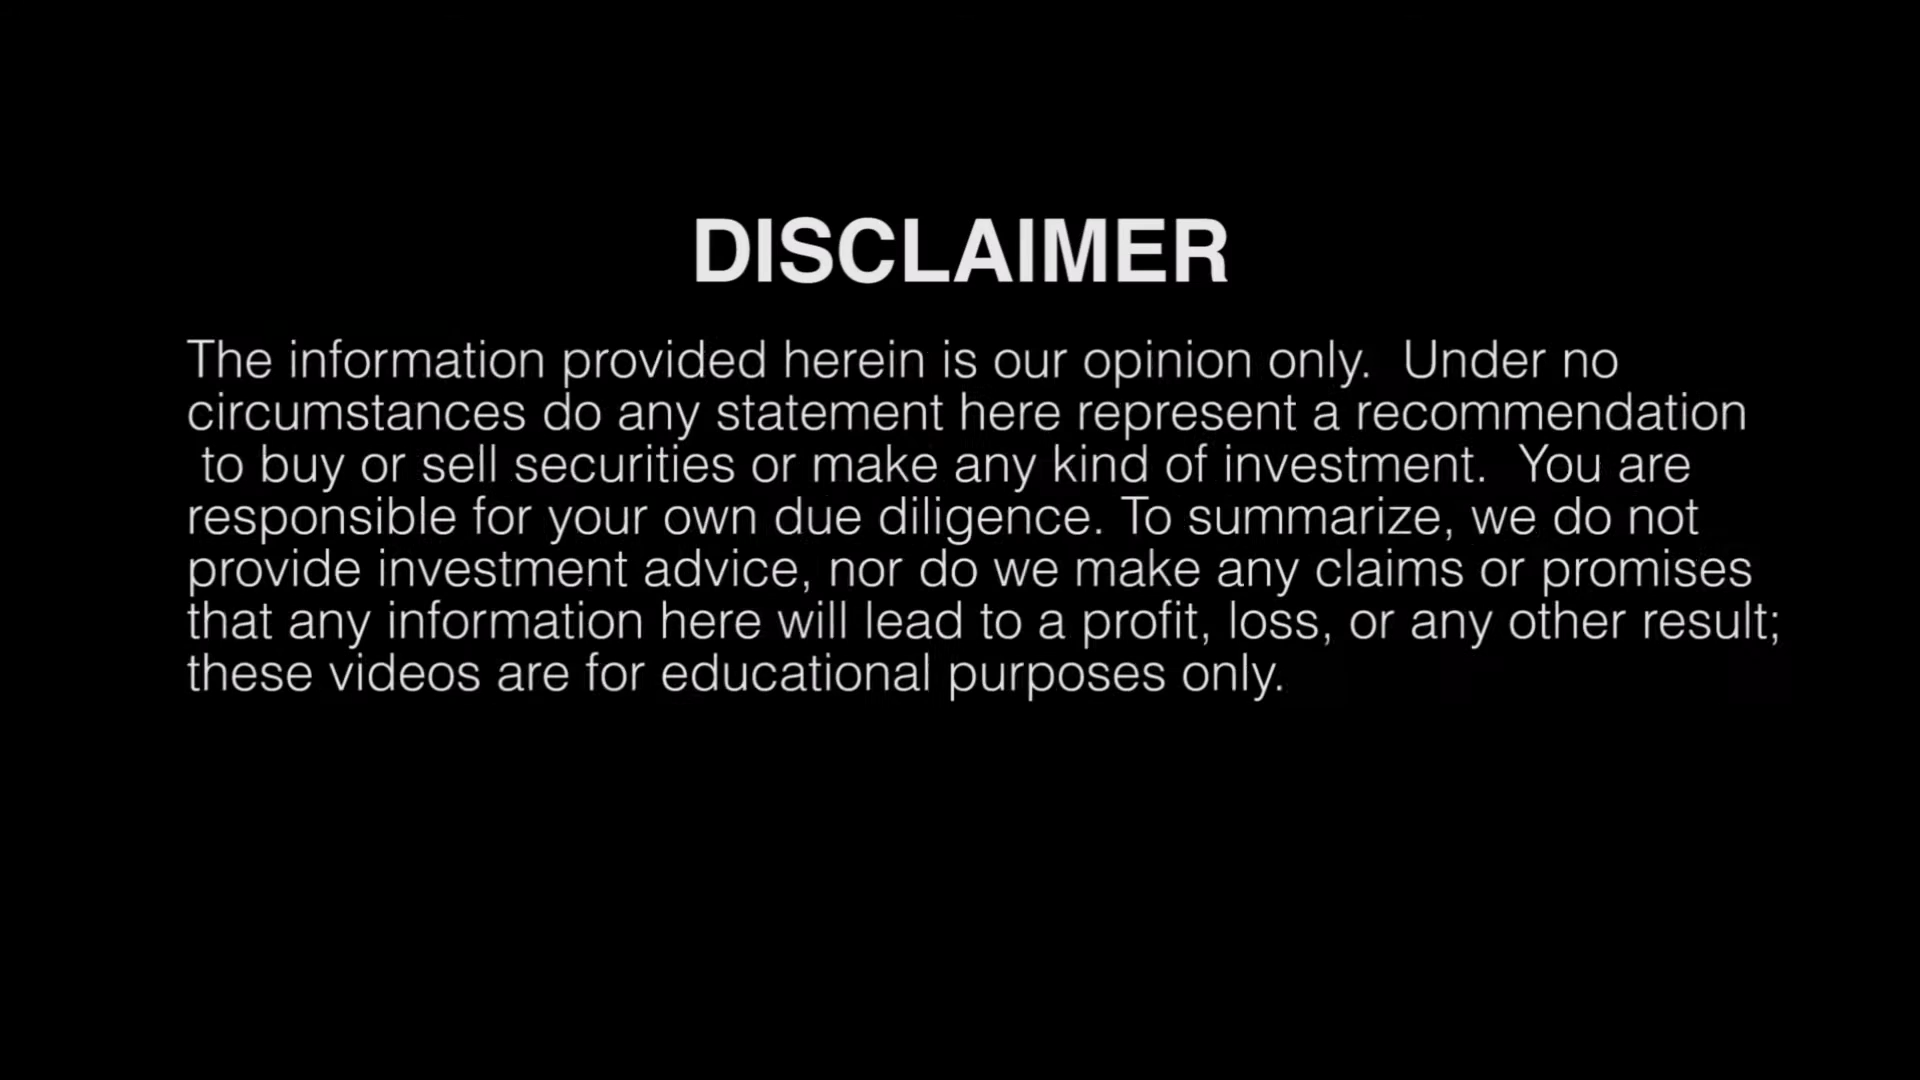 DISCLAIMER
The information provided herein is our opinion only.  Under no
circumstances do any statement here represent a recommendation
to buy or sell securities or make any kind of investment.  You are
responsible for your own due diligence. To summarize, we do not
provide investment advice, nor do we make any claims or promises
that any information here will lead to a profit, loss, or any other result;
these videos are for educational purposes only.